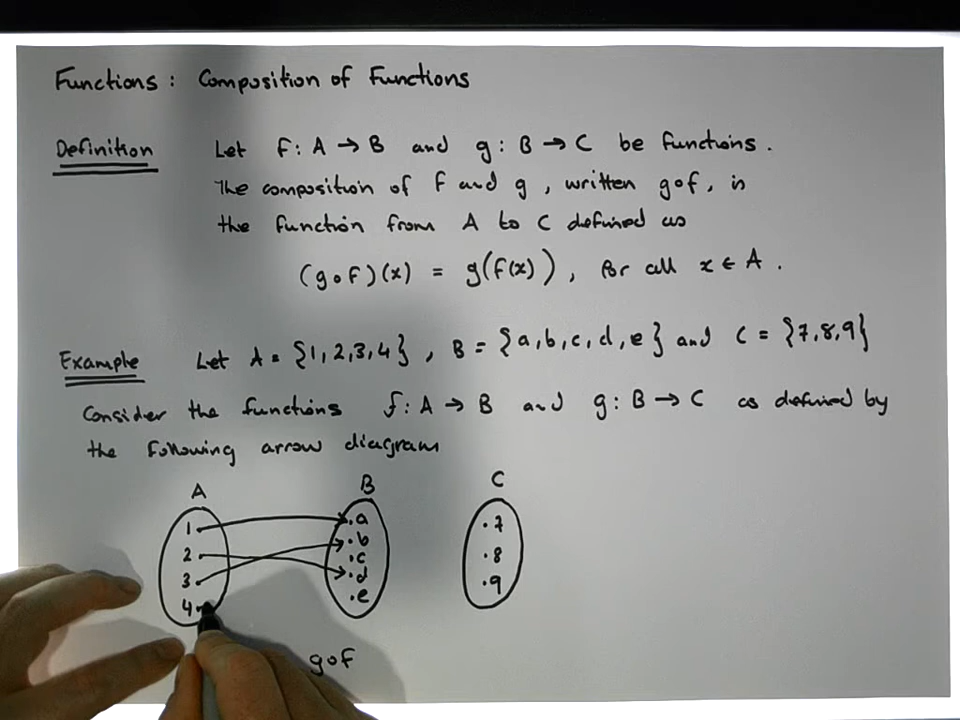 Functions : Composition of Functions
Definition Let f: A → B and g: B → C be functions.
The composition of f and g, written g∘f, is
the function from A to C defined as
(g∘f)(x) = g(f(x)), for all x ∈ A.
Example Let A = {1,2,3,4}, B = {a,b,c,d,e} and C = {7,8,9}
Consider the functions f: A → B and g: B → C as defined by
the following arrow diagram
A B C
1 .a .7
2 .b .8
3 .c .9
4 .d
.e
g∘f